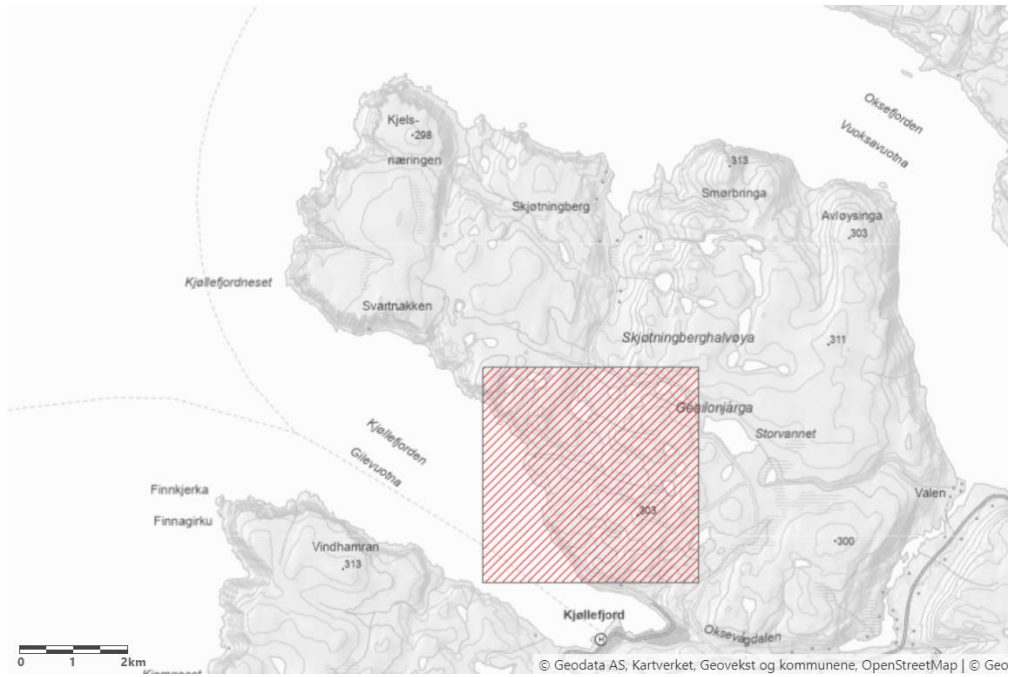 Oksefjorden
Vuoksavuotna
Kjels-
298
næringen
313
Smørbringa
Skjøtningberg
Avløysinga
303
Kjøllefjordneset
Svartnakken
Skjøtningberghalvøya
311
Gegilonjárga
Storvannet
Kjøllefjorden
Gilevuotna
Finnkjerka
Finnagirku
Valen
303
Vindhamran
313
300
Kjøllefjord
H
Oksevågdalen
0 1 2km
© Geodata AS, Kartverket, Geovekst og kommunene, OpenStreetMap | © Geo